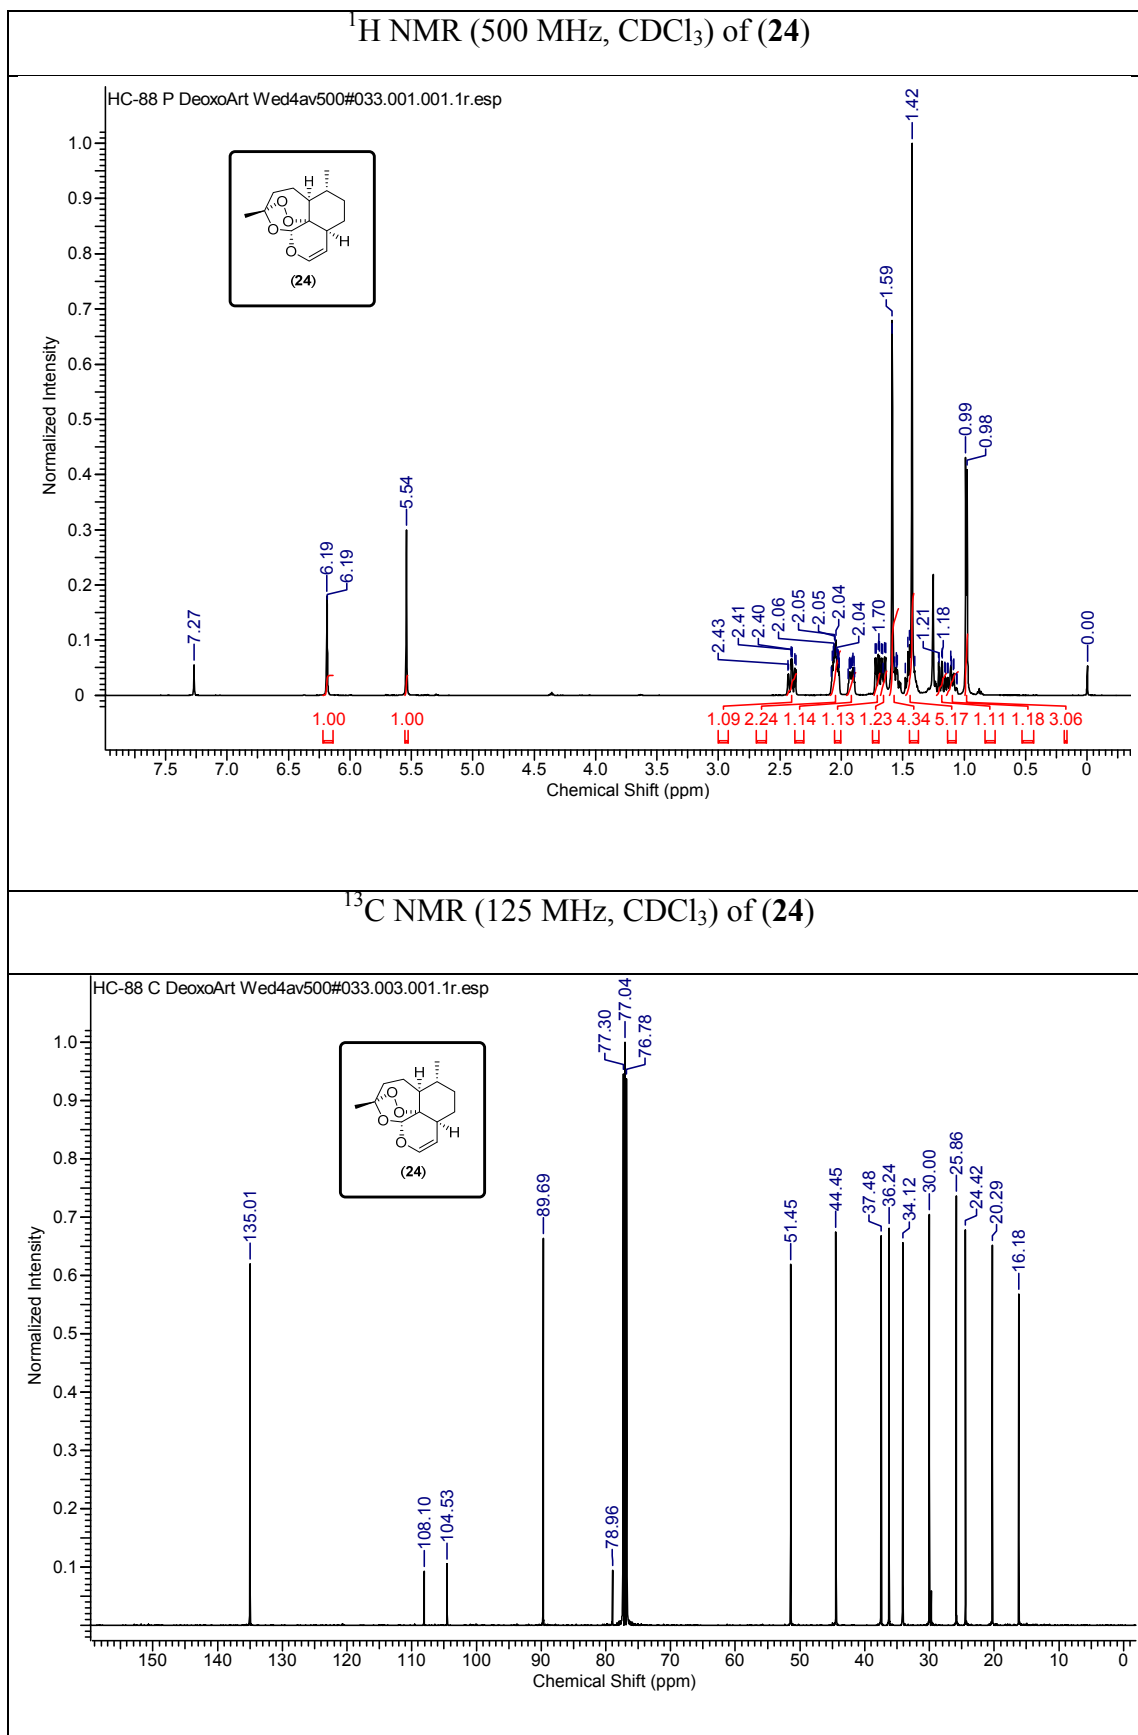 ¹H NMR (500 MHz, CDCl₃) of (24)
HC-88 P DeoxoArt Wed4av500#033.001.001.1r.esp
1.42
1.0
0.9
0.8
0.7
0.6
0.5
0.4
0.3
0.2
0.1
0
Normalized Intensity
H
O
O
O
O
H
(24)
7.27
6.19
6.19
5.54
2.43
2.41
2.40
2.06
2.05
2.05
2.04
2.04
1.70
1.59
1.21
1.18
0.99
0.98
0.00
1.00 1.00 1.09 2.24 1.14 1.13 1.23 4.34 5.17 1.11 1.18 3.06
7.5 7.0 6.5 6.0 5.5 5.0 4.5 4.0 3.5 3.0 2.5 2.0 1.5 1.0 0.5 0
Chemical Shift (ppm)
¹³C NMR (125 MHz, CDCl₃) of (24)
HC-88 C DeoxoArt Wed4av500#033.003.001.1r.esp
1.0
0.9
0.8
0.7
0.6
0.5
0.4
0.3
0.2
0.1
Normalized Intensity
H
O
O
O
O
H
(24)
135.01
108.10
104.53
89.69
78.96
77.30
77.04
76.78
51.45
44.45
37.48
36.24
34.12
30.00
25.86
24.42
20.29
16.18
150 140 130 120 110 100 90 80 70 60 50 40 30 20 10 0
Chemical Shift (ppm)